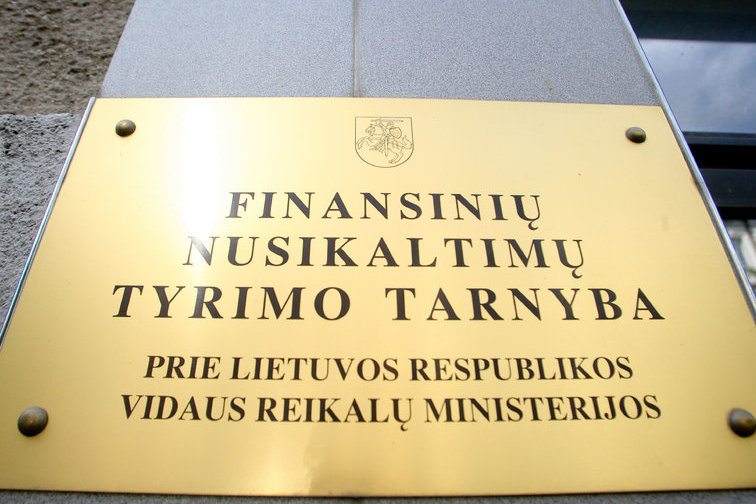 FINANSINIŲ
NUSIKALTIMŲ
TYRIMO TARNYBA
PRIE LIETUVOS RESPUBLIKOS
VIDAUS REIKALŲ MINISTERIJOS